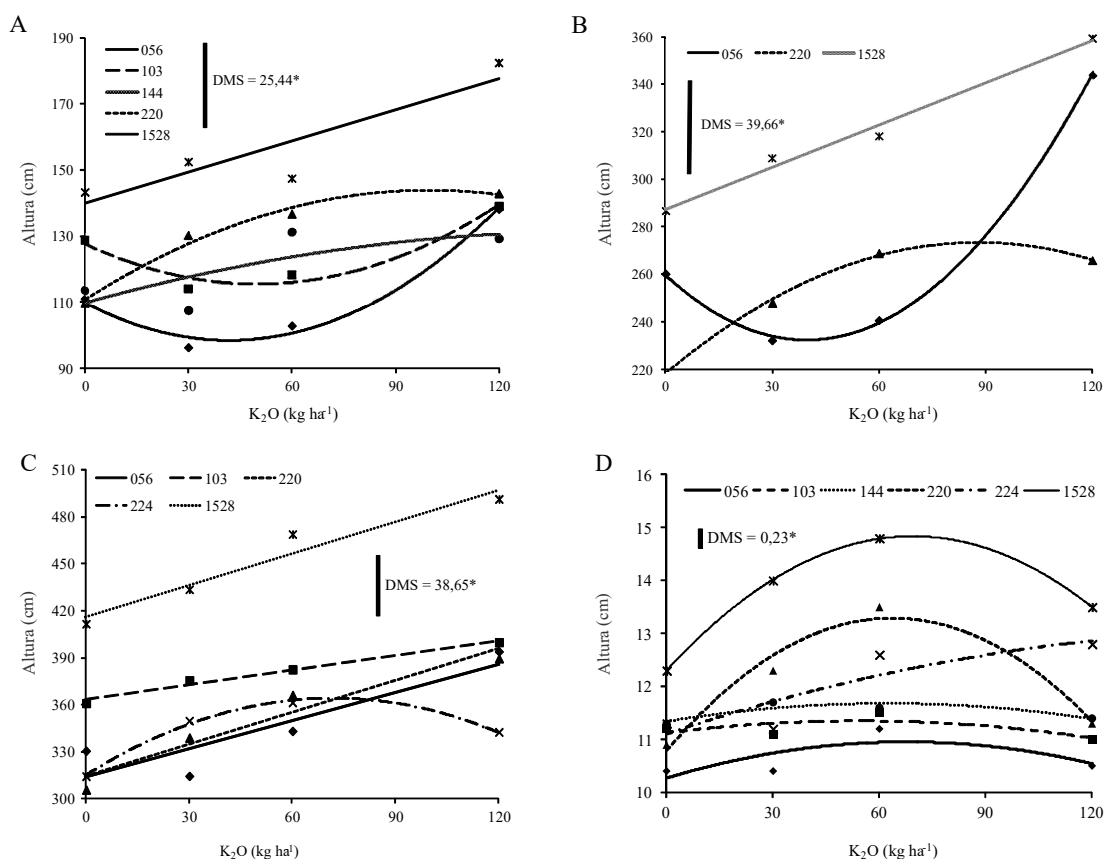 A
190
170
150
130
110
90
Altura (cm)
056
103
144
220
1528
DMS = 25,44*
0 30 60 90 120
K₂O (kg ha⁻¹)
B
360
340
320
300
280
260
240
220
Altura (cm)
056 220 1528
DMS = 39,66*
0 30 60 90 120
K₂O (kg ha⁻¹)
C
510
480
450
420
390
360
330
300
Altura (cm)
056 103 220
224 1528
DMS = 38,65*
0 30 60 90 120
K₂O (kg ha¹)
D
16
15
14
13
12
11
10
Altura (cm)
056 103 144 220 224 1528
DMS = 0,23*
0 30 60 90 120
K₂O (kg ha⁻¹)